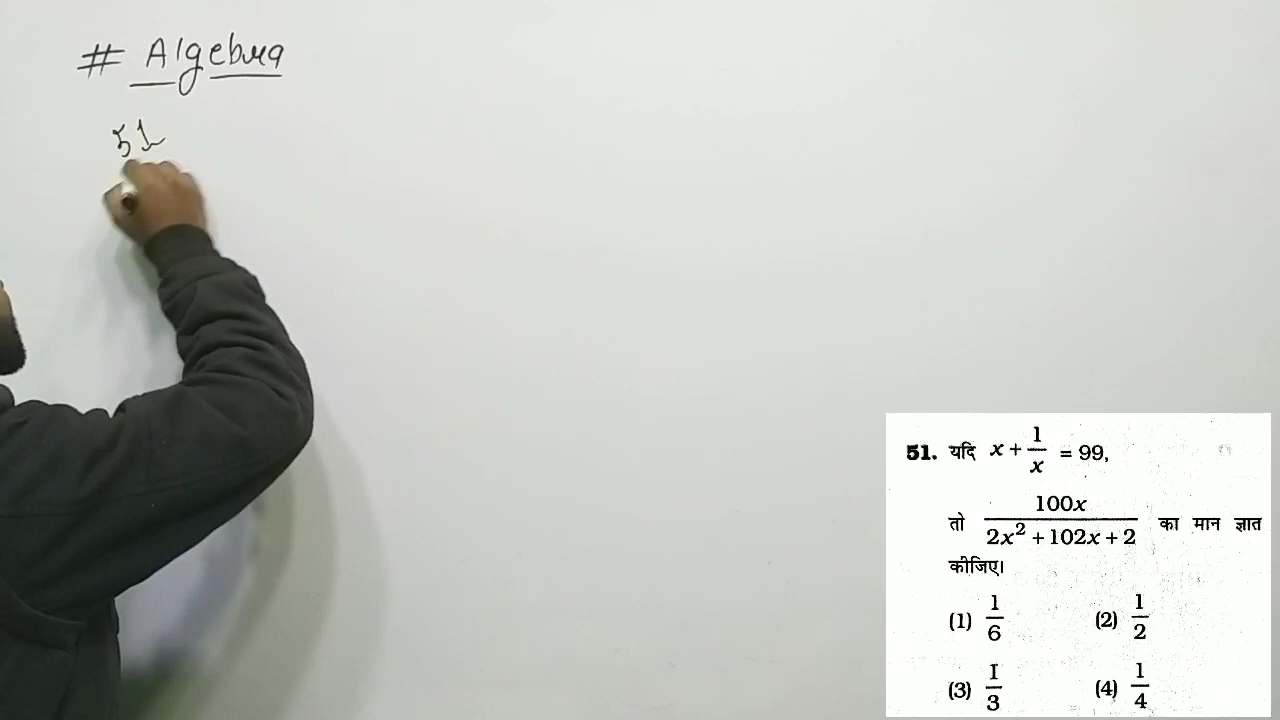 # Algebra
51
51. यदि x + 1/x = 99,
तो 100x/(2x² + 102x + 2) का मान ज्ञात
कीजिए।
(1) 1/6 (2) 1/2
(3) 1/3 (4) 1/4